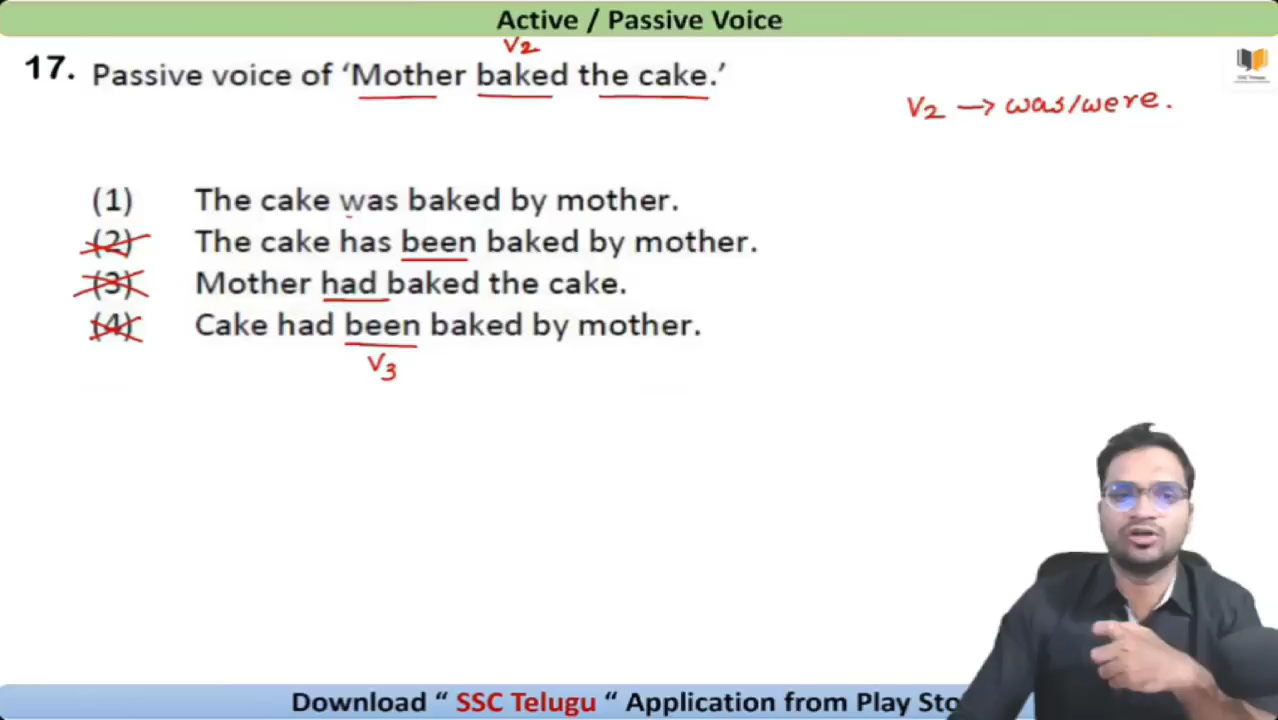 Active / Passive Voice
V2
17. Passive voice of ‘Mother baked the cake.’
V2 → was/were.
(1) The cake was baked by mother.
(2) The cake has been baked by mother.
(3) Mother had baked the cake.
(4) Cake had been baked by mother.
V3
SSC Telugu
Download “ SSC Telugu “ Application from Play Sto